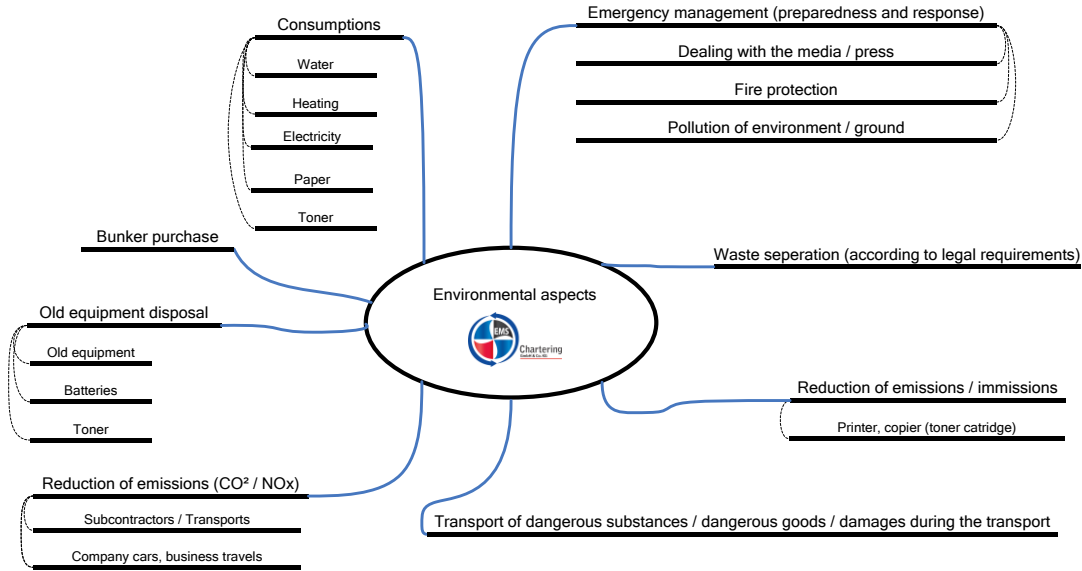 Consumptions
Water
Heating
Electricity
Paper
Toner
Emergency management (preparedness and response)
Dealing with the media / press
Fire protection
Pollution of environment / ground
Bunker purchase
Waste seperation (according to legal requirements)
Environmental aspects
EMS
Chartering
GmbH & Co. KG
Old equipment disposal
Old equipment
Batteries
Toner
Reduction of emissions / immissions
Printer, copier (toner catridge)
Reduction of emissions (CO² / NOx)
Subcontractors / Transports
Company cars, business travels
Transport of dangerous substances / dangerous goods / damages during the transport